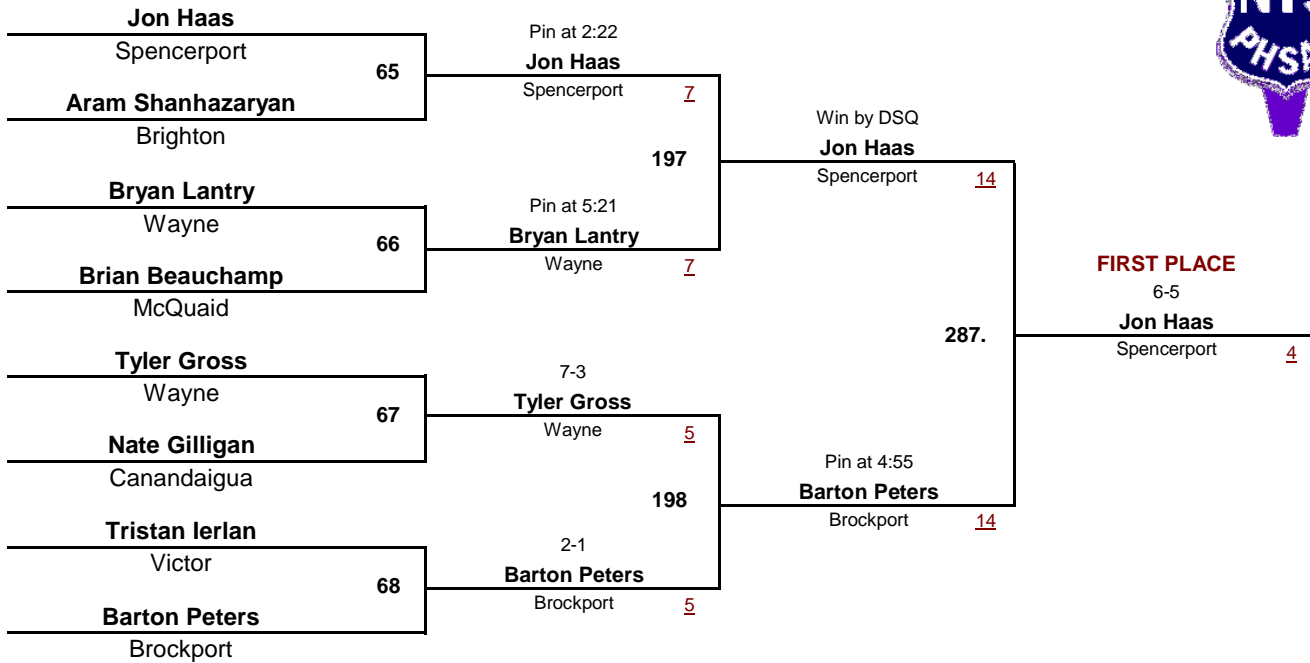 Jon Haas
Spencerport
65
Aram Shanhazaryan
Brighton
Bryan Lantry
Wayne
66
Brian Beauchamp
McQuaid
Tyler Gross
Wayne
67
Nate Gilligan
Canandaigua
Tristan Ierlan
Victor
68
Barton Peters
Brockport
Pin at 2:22
Jon Haas
Spencerport 7
197
Pin at 5:21
Bryan Lantry
Wayne 7
7-3
Tyler Gross
Wayne 5
198
2-1
Barton Peters
Brockport 5
Win by DSQ
Jon Haas
Spencerport 14
287.
Pin at 4:55
Barton Peters
Brockport 14
FIRST PLACE
6-5
Jon Haas
Spencerport 4